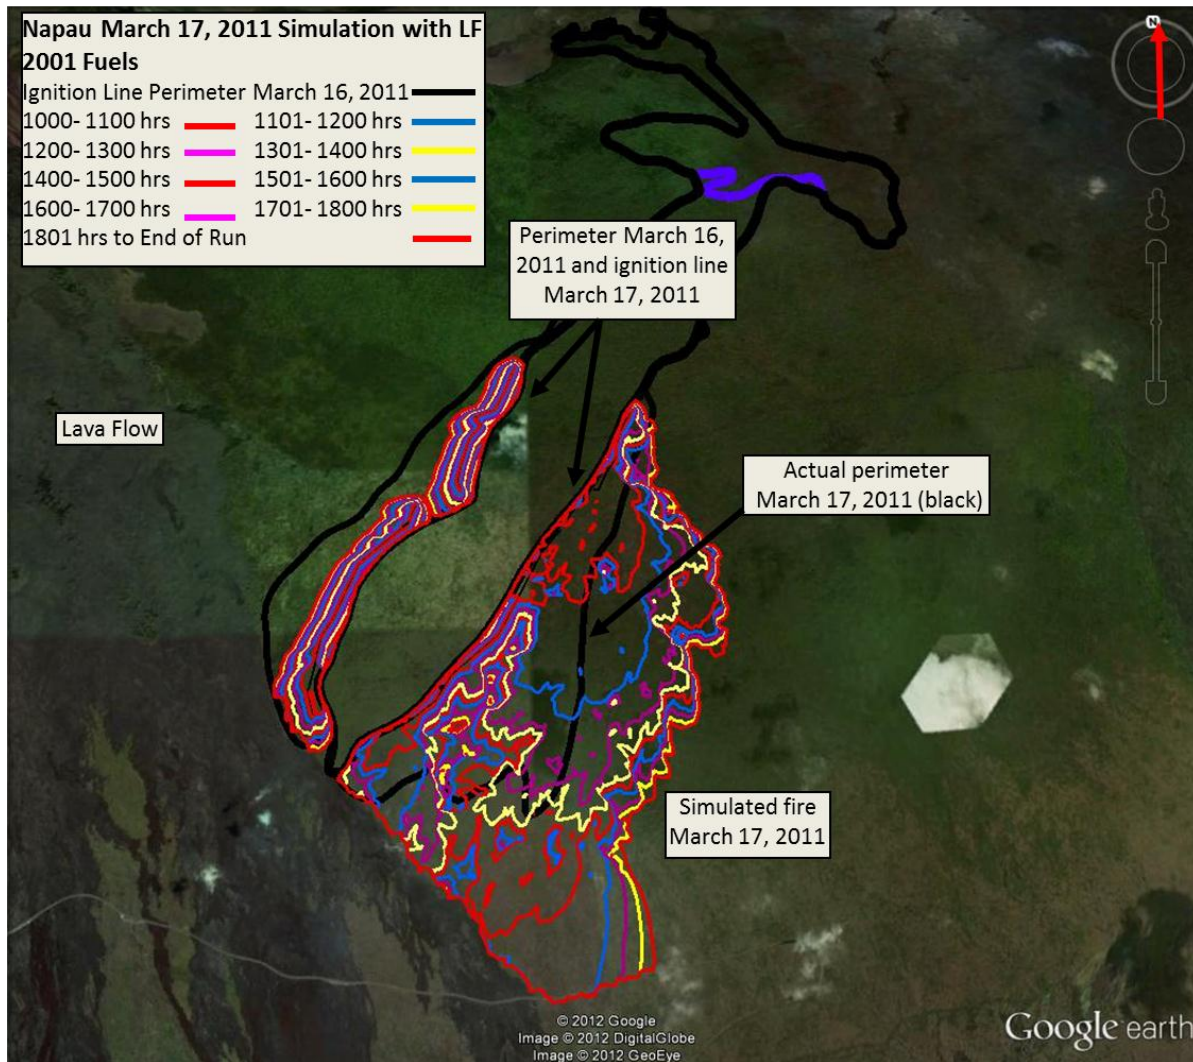 Napau March 17, 2011 Simulation with LF
2001 Fuels
Ignition Line Perimeter March 16, 2011
1000- 1100 hrs 1101- 1200 hrs
1200- 1300 hrs 1301- 1400 hrs
1400- 1500 hrs 1501- 1600 hrs
1600- 1700 hrs 1701- 1800 hrs
1801 hrs to End of Run
N
Perimeter March 16,
2011 and ignition line
March 17, 2011
Lava Flow
Actual perimeter
March 17, 2011 (black)
Simulated fire
March 17, 2011
© 2012 Google
Image © 2012 DigitalGlobe
Image © 2012 GeoEye
Google earth